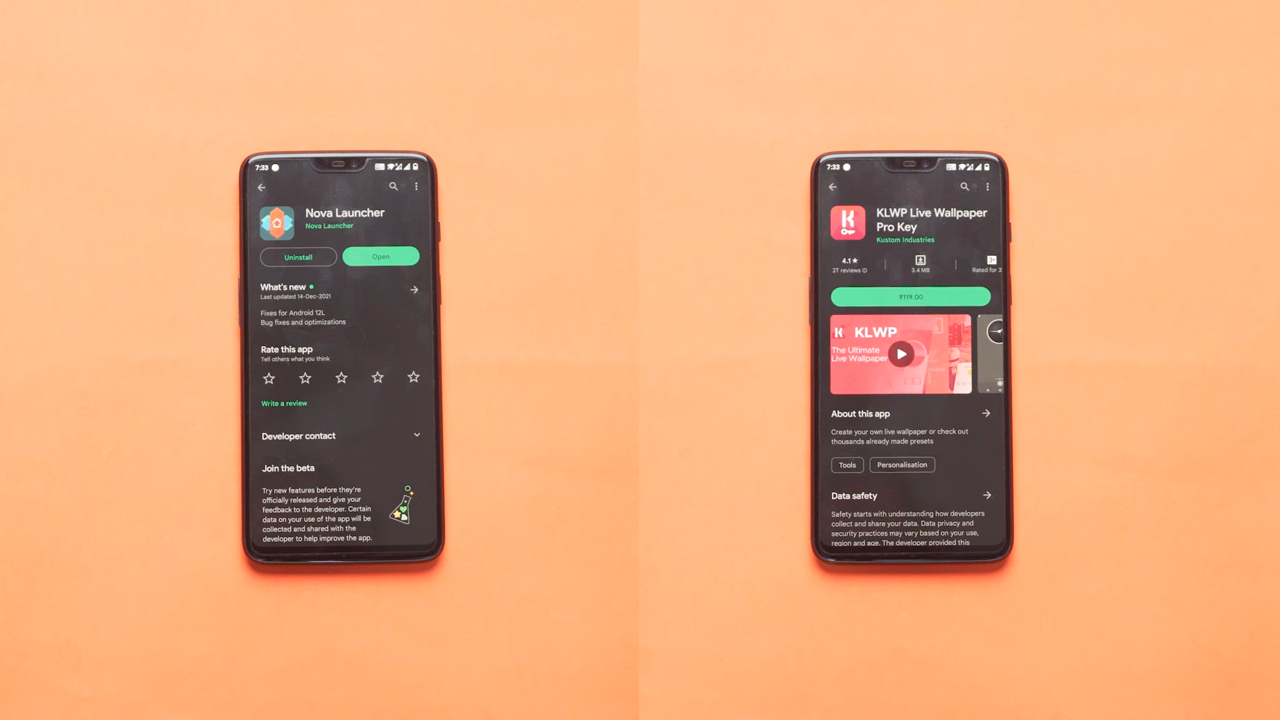 7:33
Nova Launcher
Nova Launcher
Uninstall
Open
What's new
Last updated 14-Dec-2021
Fixes for Android 12L
Bug fixes and optimizations
Rate this app
Tell others what you think
Write a review
Developer contact
Join the beta
Try new features before they're
officially released and give your
feedback to the developer. Certain
data on your use of the app will be
collected and shared with the
developer to help improve the app.
7:33
KLWP Live Wallpaper
Pro Key
Kustom Industries
4.1★
2T reviews
3.4 MB
Rated for 3
₹119.00
KLWP
The Ultimate
Live Wallpaper
About this app
Create your own live wallpaper or check out
thousands already made presets
Tools
Personalisation
Data safety
Safety starts with understanding how developers
collect and share your data. Data privacy and
security practices may vary based on your use,
region and age. The developer provided this